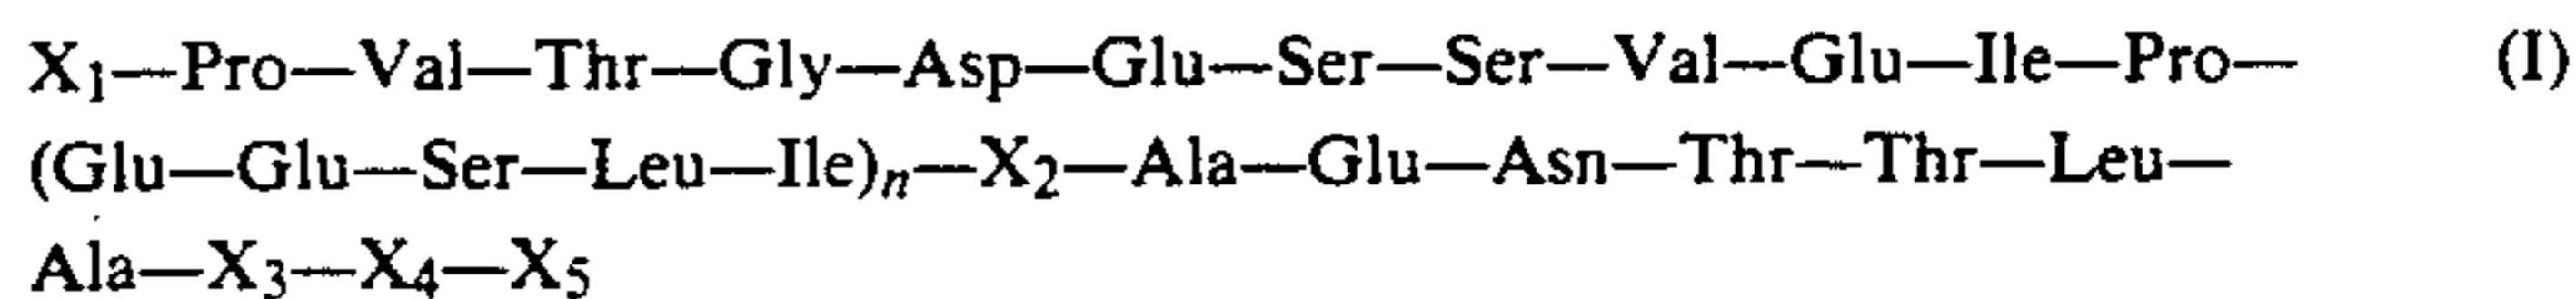 X₁—Pro—Val—Thr—Gly—Asp—Glu—Ser—Ser—Val—Glu—Ile—Pro— (I)
(Glu—Glu—Ser—Leu—Ile)ₙ—X₂—Ala—Glu—Asn—Thr—Thr—Leu—
Ala—X₃—X₄—X₅